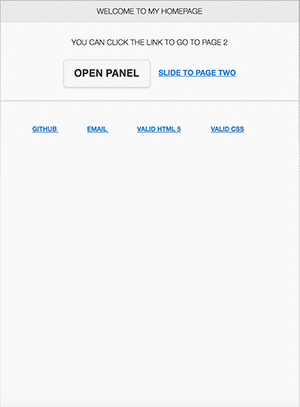 WELCOME TO MY HOMEPAGE
YOU CAN CLICK THE LINK TO GO TO PAGE 2
OPEN PANEL SLIDE TO PAGE TWO
GITHUB EMAIL VALID HTML 5 VALID CSS